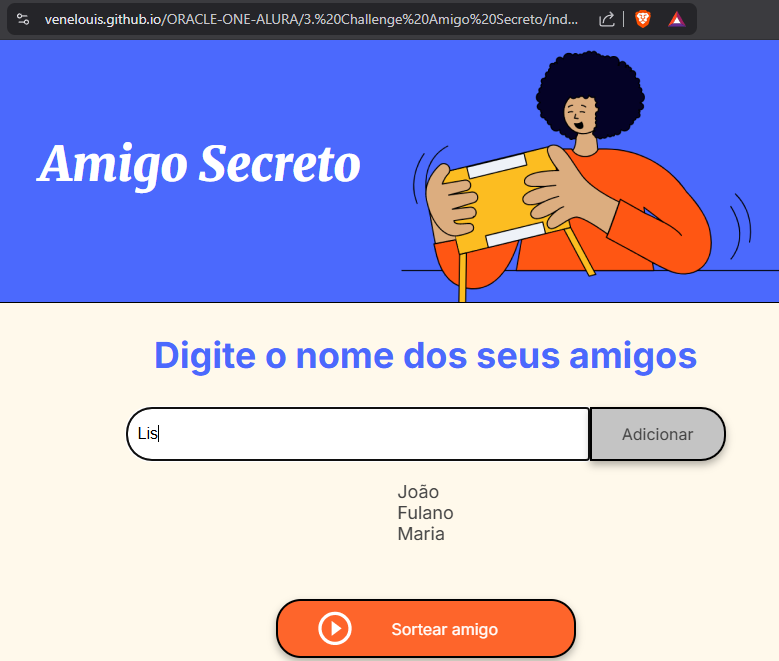 venelouis.github.io/ORACLE-ONE-ALURA/3.%20Challenge%20Amigo%20Secreto/ind...
Amigo Secreto
Digite o nome dos seus amigos
Lis
Adicionar
João
Fulano
Maria
Sortear amigo